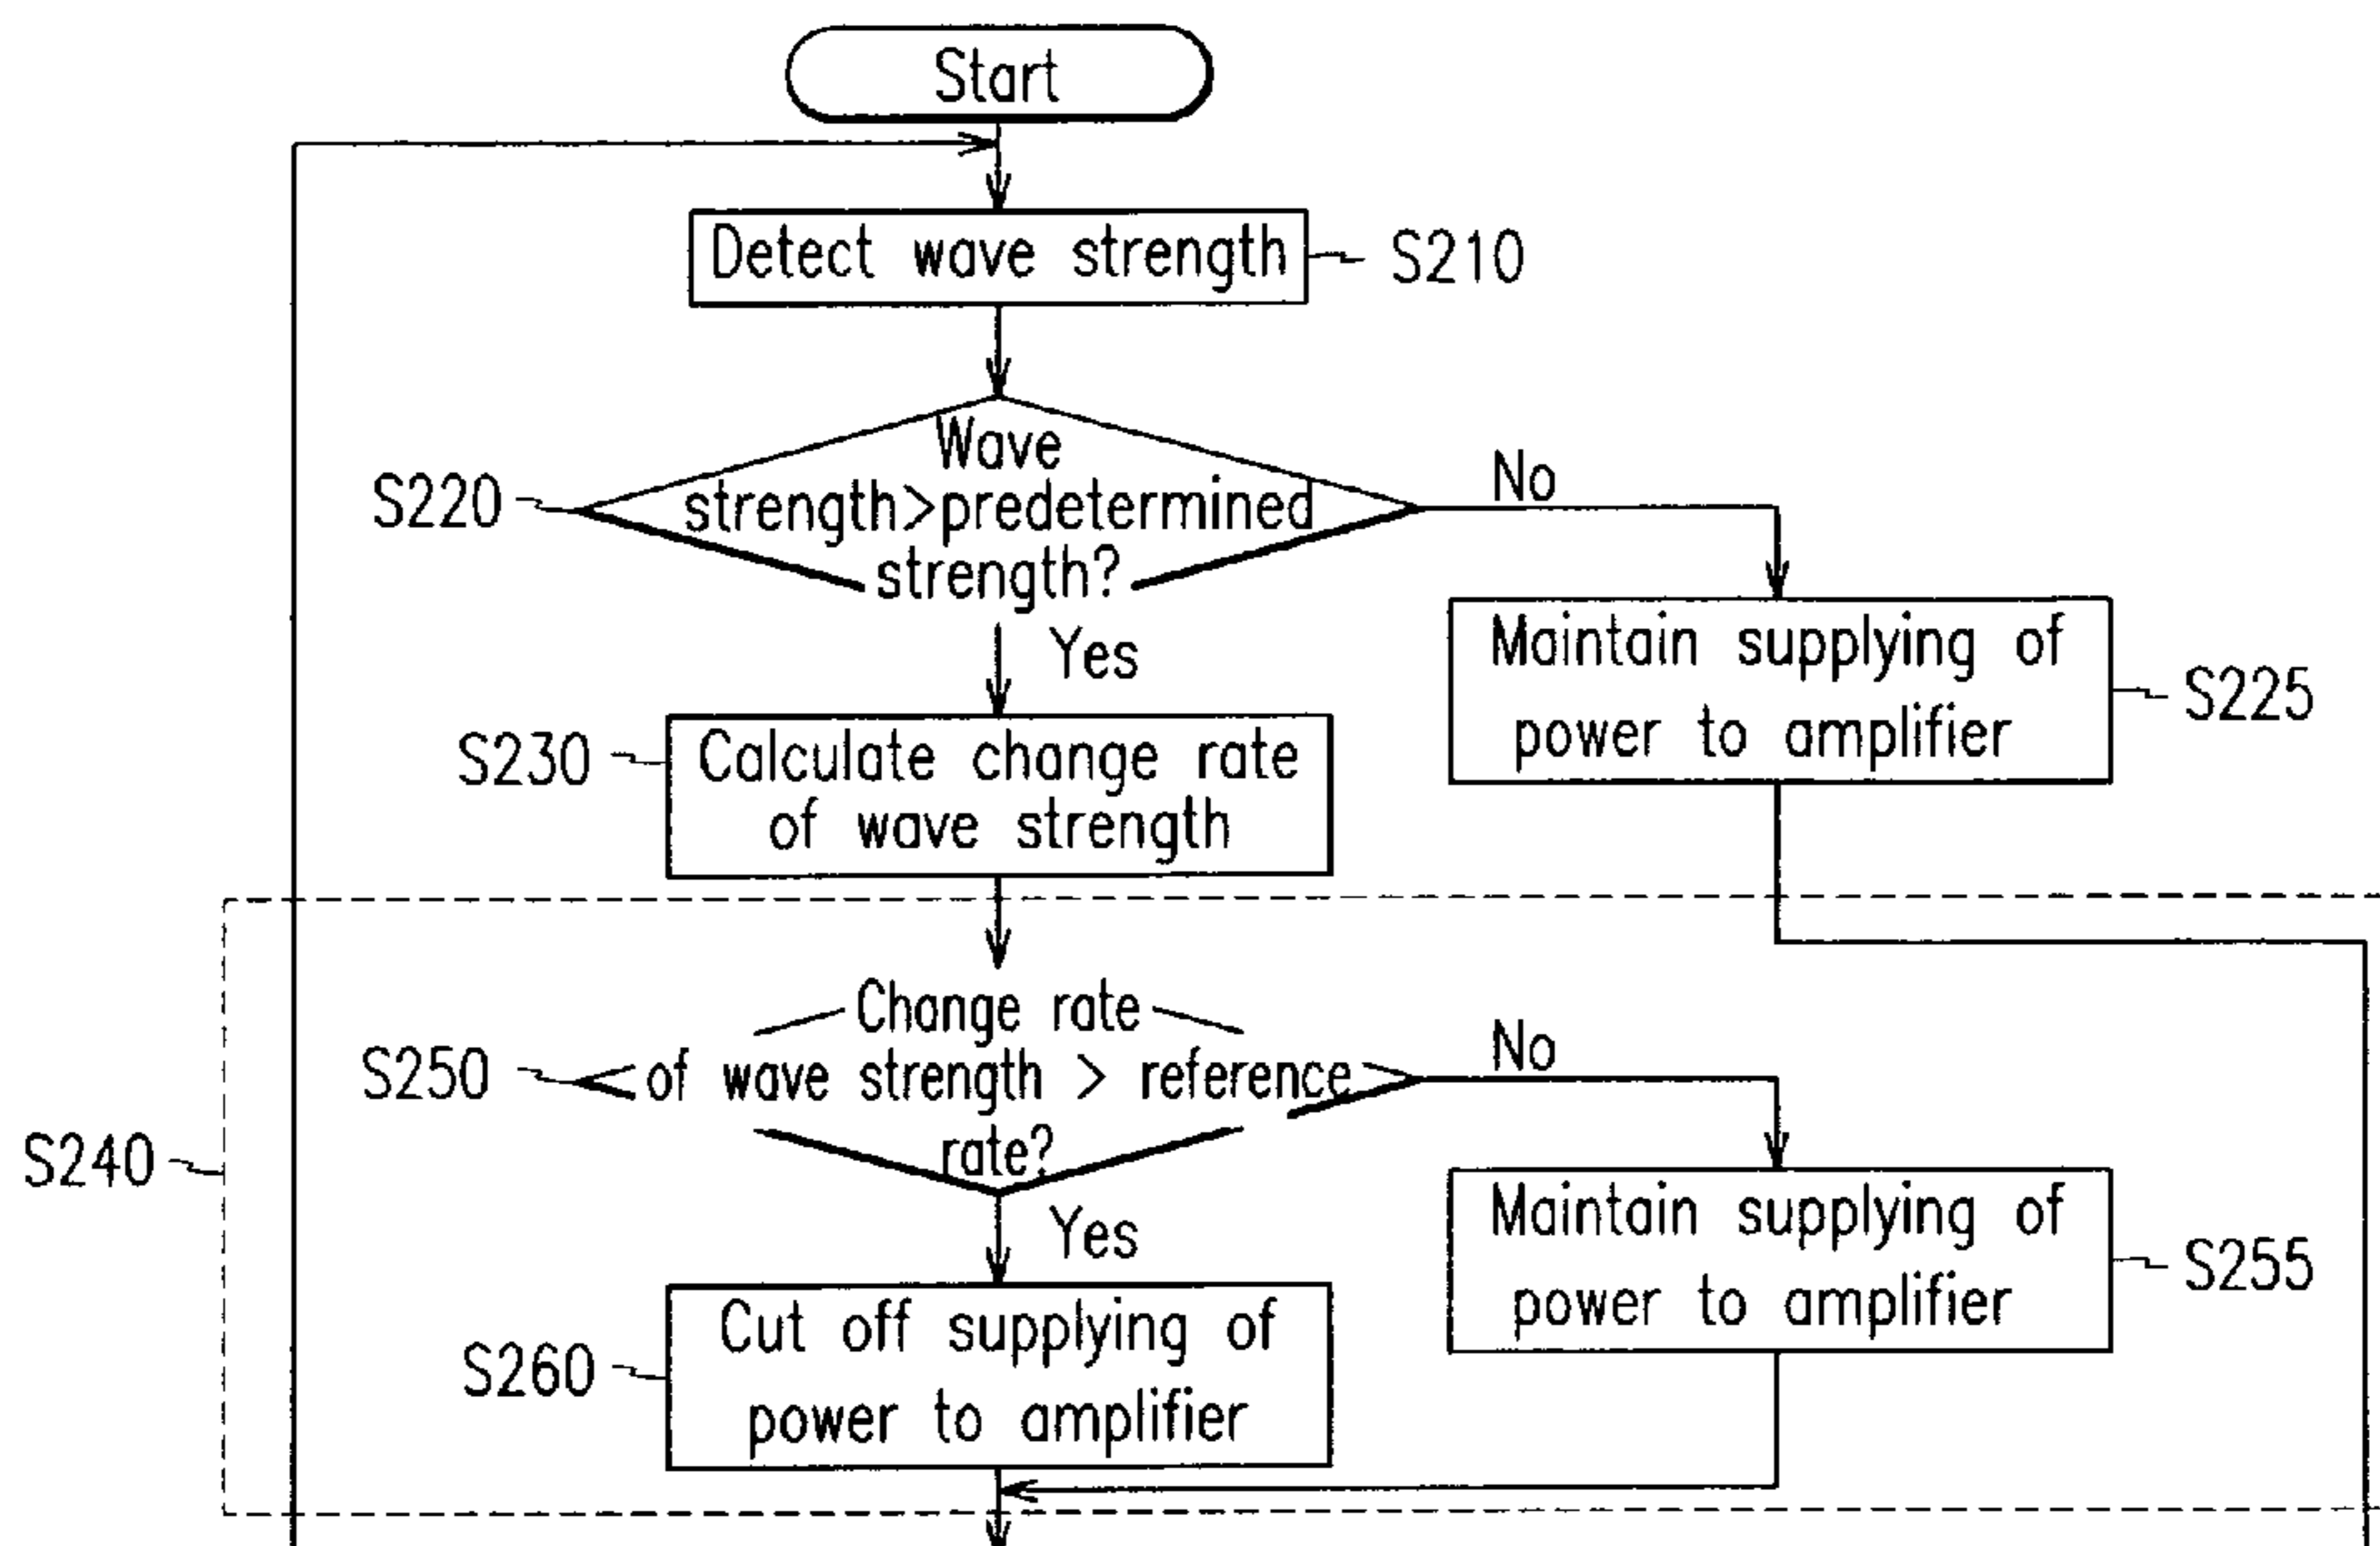 Start
Detect wave strength
S210
Wave
strength>predetermined
strength?
S220
No
Yes
Maintain supplying of
power to amplifier
S225
S230
Calculate change rate
of wave strength
Change rate
of wave strength > reference
rate?
S250
No
S240
Yes
Maintain supplying of
power to amplifier
S255
Cut off supplying of
power to amplifier
S260